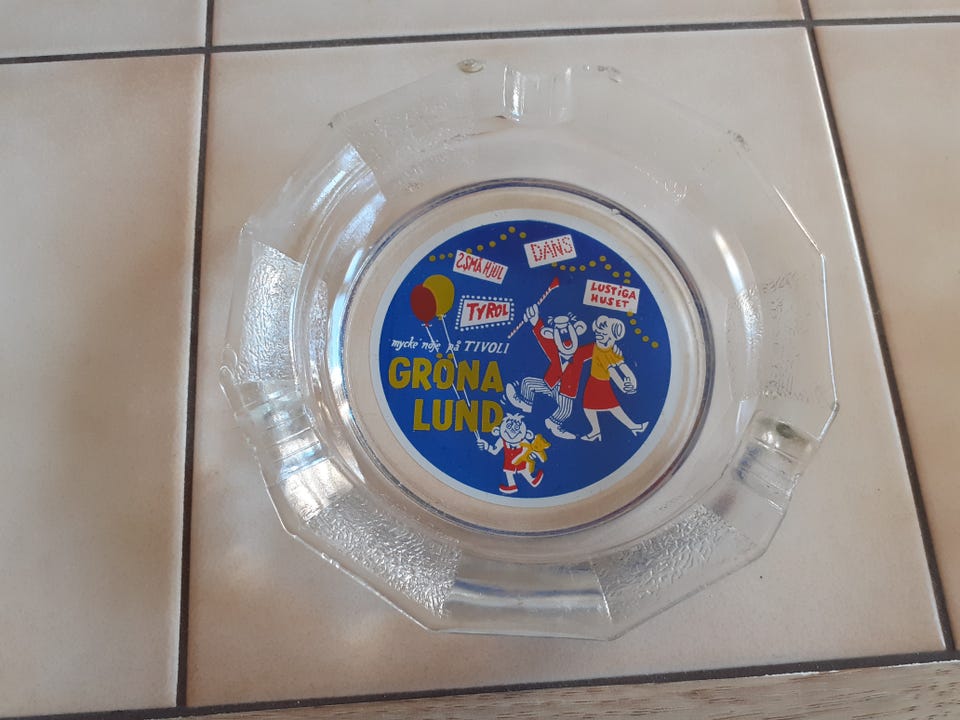 DANS
2 SMÅ HJUL
LUSTIGA
HUSET
TYROL
mycke' nöje på TIVOLI
GRÖNA
LUND